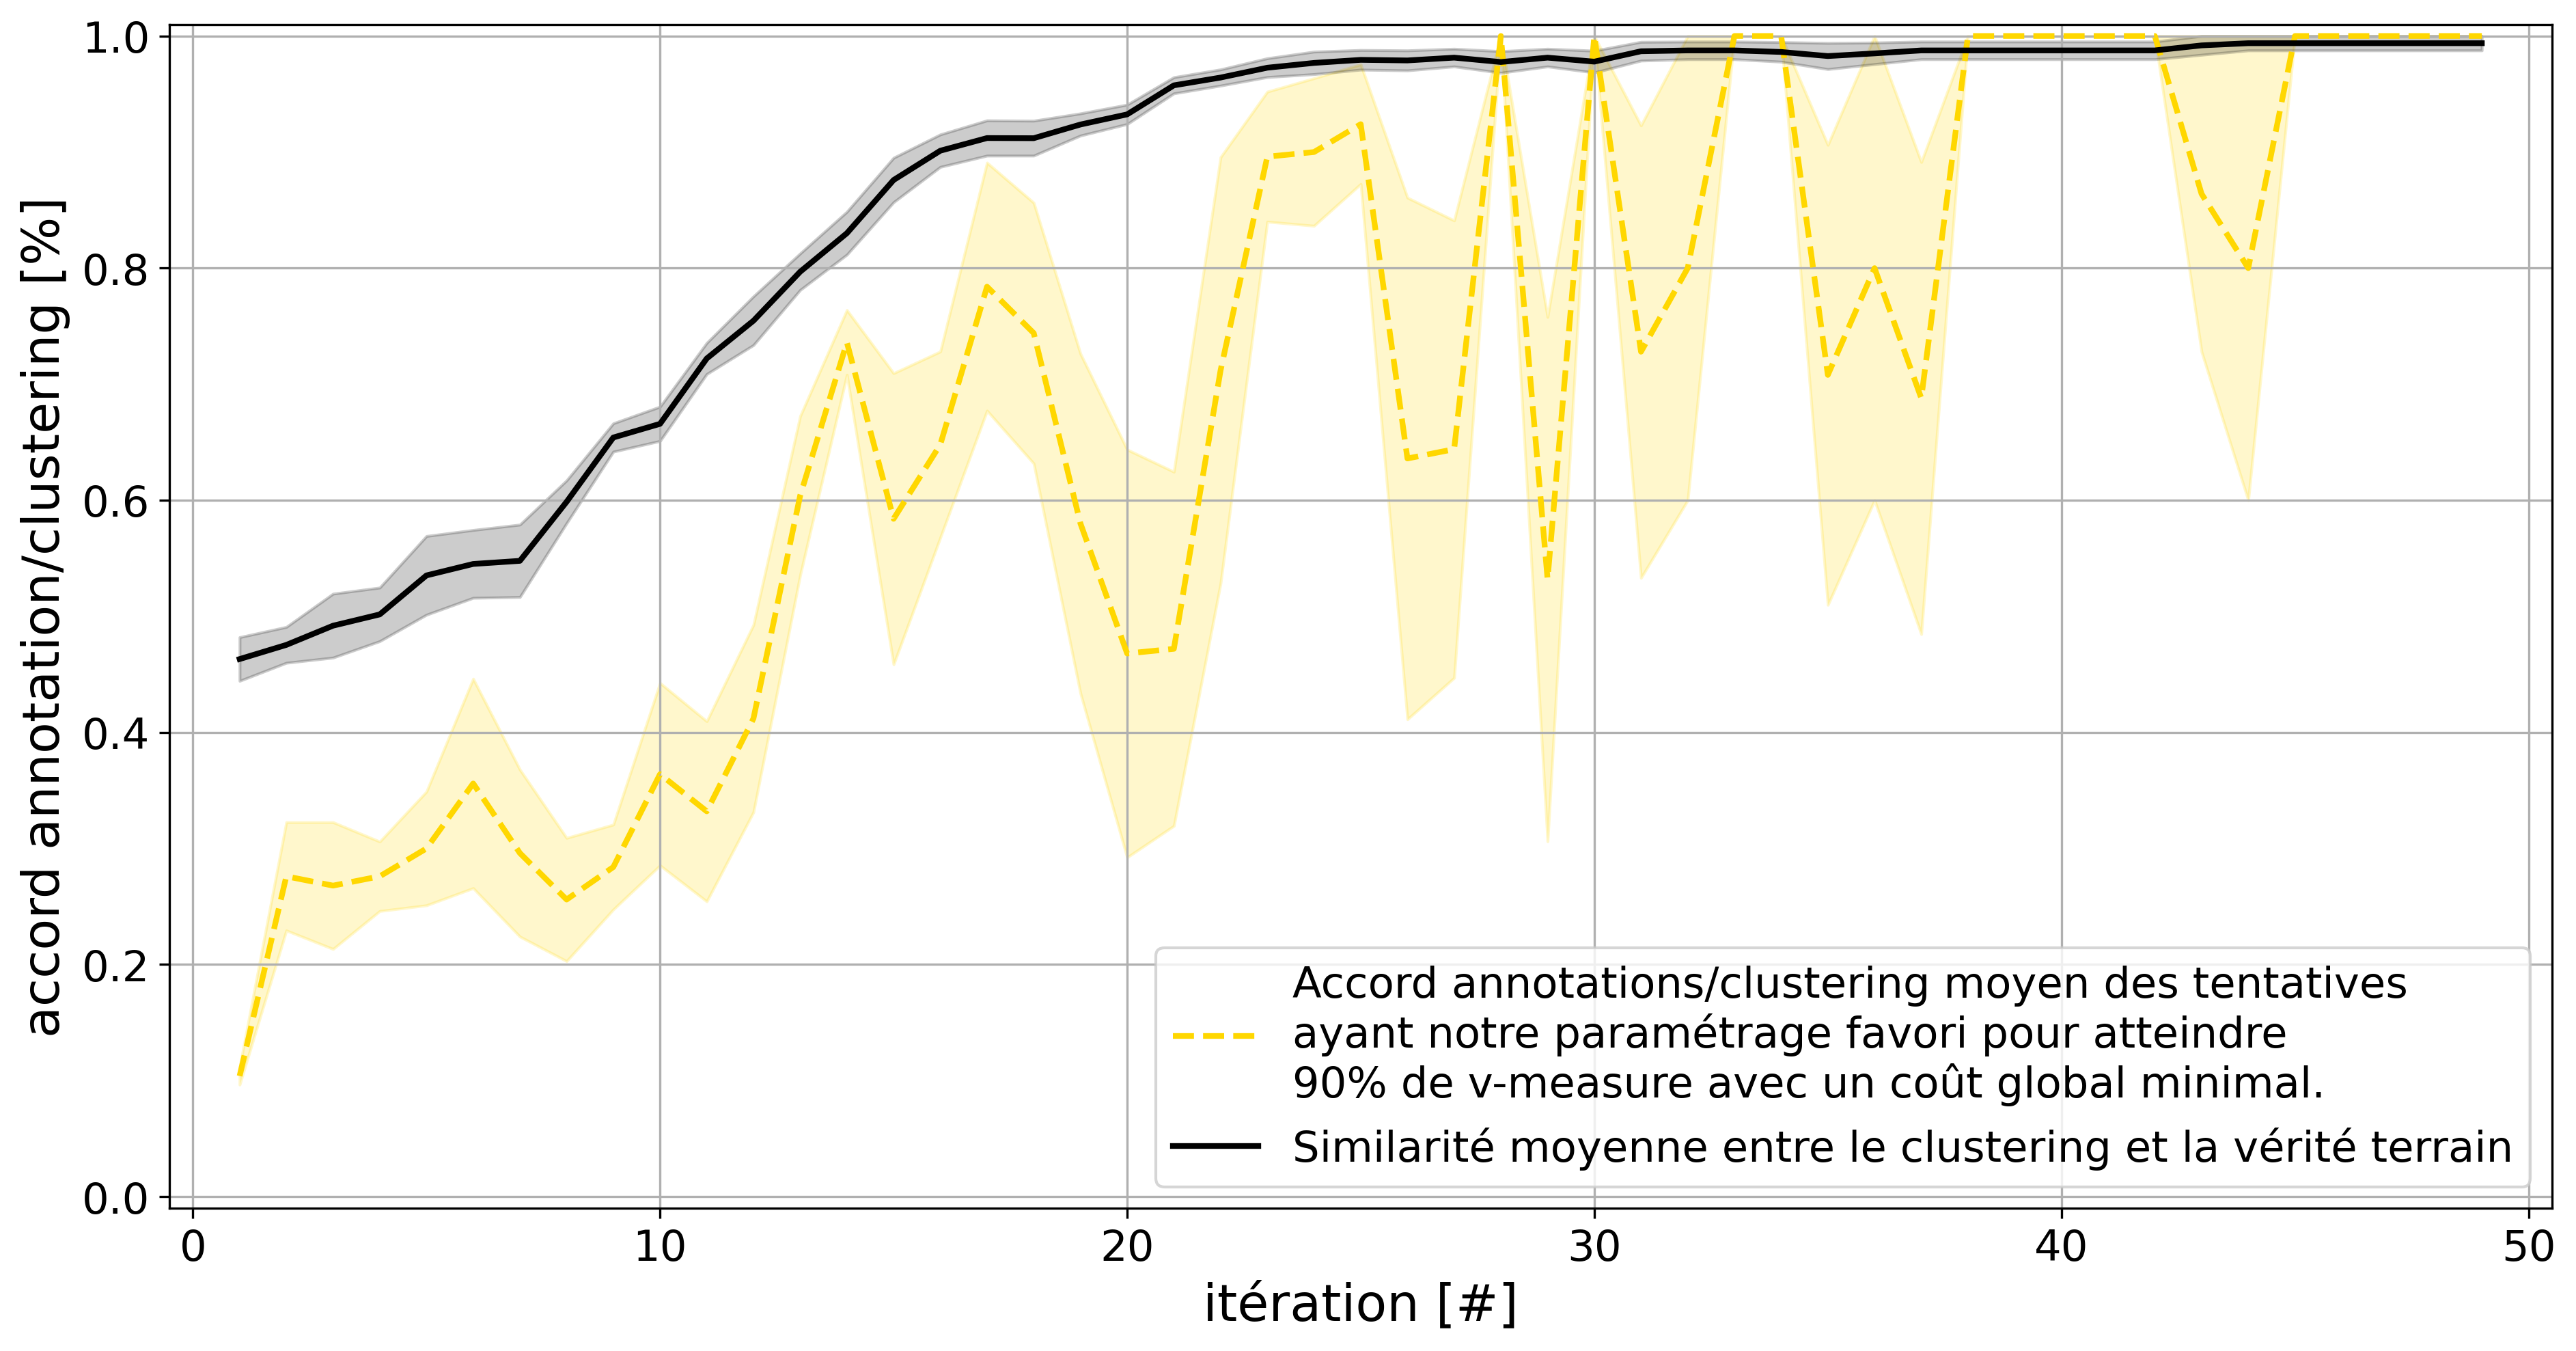 accord annotation/clustering [%]
1.0
0.8
0.6
0.4
0.2
0.0
0 10 20 30 40 50
itération [#]
Accord annotations/clustering moyen des tentatives
ayant notre paramétrage favori pour atteindre
90% de v-measure avec un coût global minimal.
Similarité moyenne entre le clustering et la vérité terrain